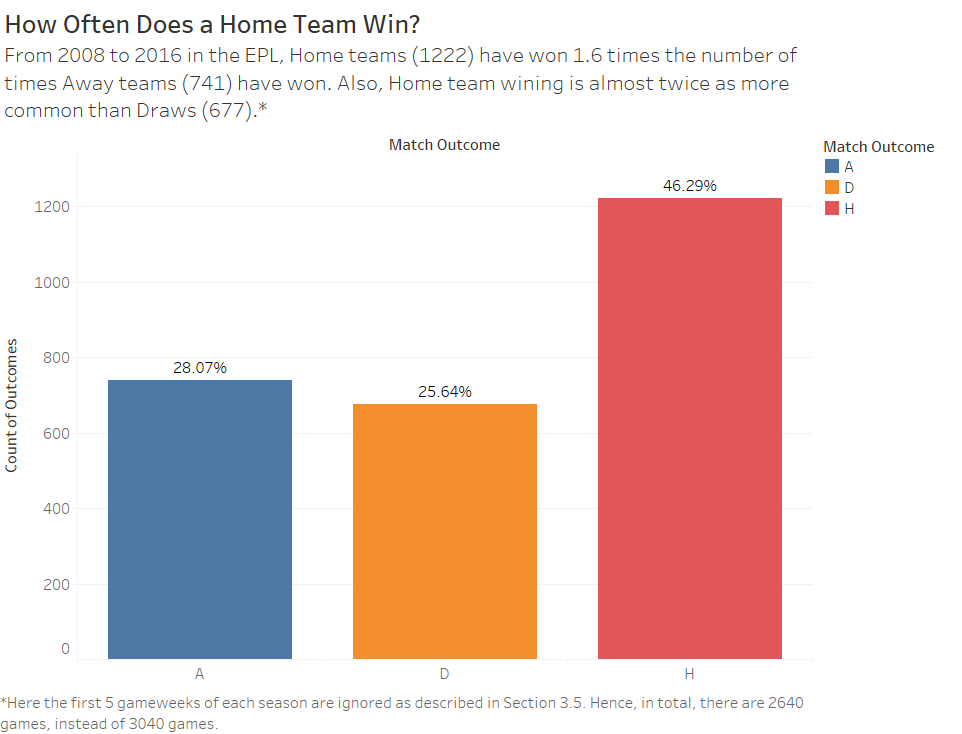 How Often Does a Home Team Win?
From 2008 to 2016 in the EPL, Home teams (1222) have won 1.6 times the number of
times Away teams (741) have won. Also, Home team wining is almost twice as more
common than Draws (677).*
Match Outcome
Match Outcome
A
D
H
46.29%
28.07%
25.64%
Count of Outcomes
1200
1000
800
600
400
200
0
A
D
H
*Here the first 5 gameweeks of each season are ignored as described in Section 3.5. Hence, in total, there are 2640
games, instead of 3040 games.